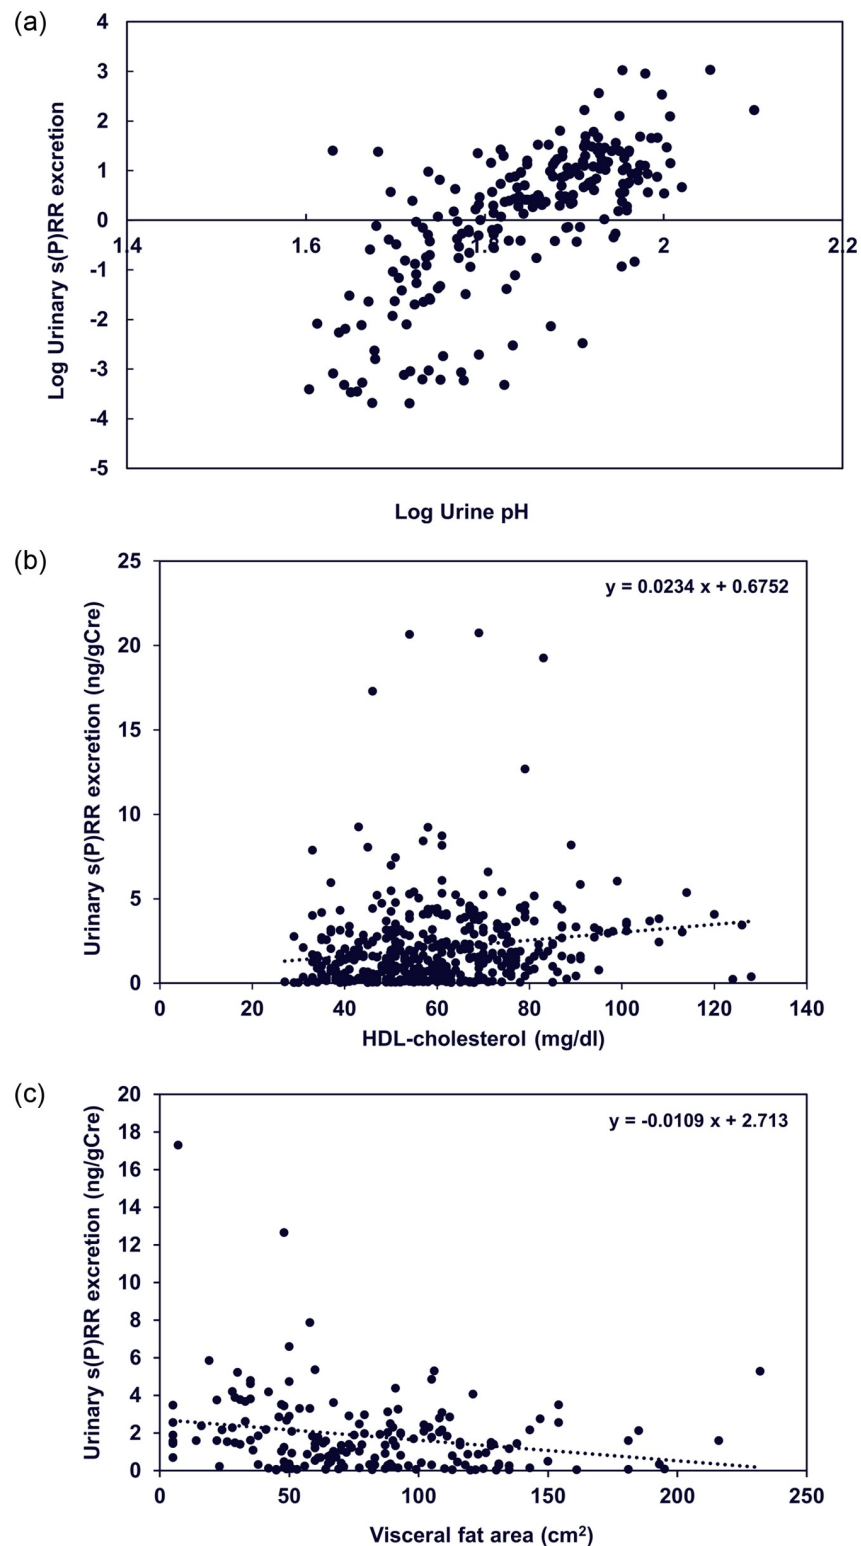 (a)
4
3
2
1
0
-1
-2
-3
-4
-5
1.4
1.6
1.8
2
2.2
Log Urinary s(P)RR excretion
Log Urine pH
(b)
25
20
15
10
5
0
y = 0.0234 x + 0.6752
0 20 40 60 80 100 120 140
Urinary s(P)RR excretion (ng/gCre)
HDL-cholesterol (mg/dl)
(c)
20
18
16
14
12
10
8
6
4
2
0
y = -0.0109 x + 2.713
0 50 100 150 200 250
Urinary s(P)RR excretion (ng/gCre)
Visceral fat area (cm²)